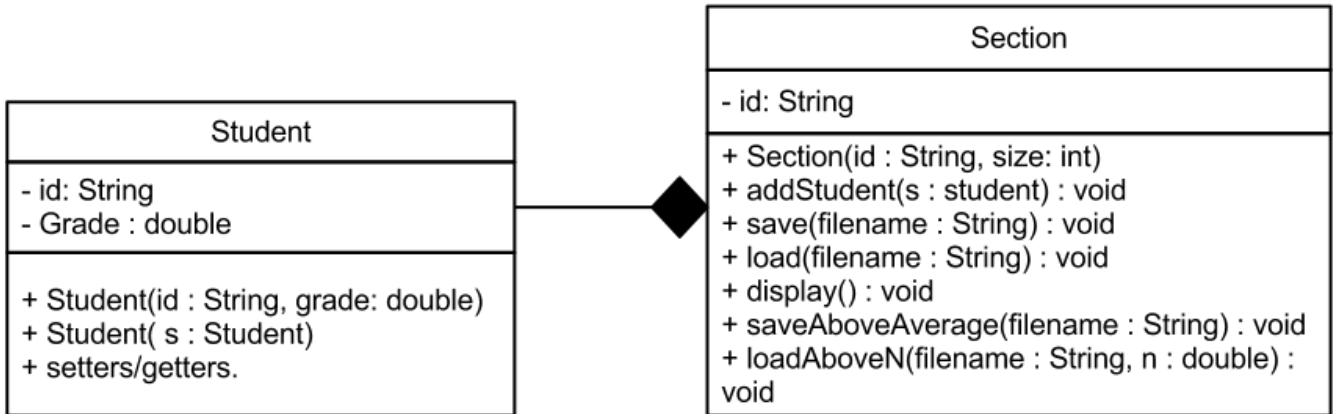 Student
- id: String
- Grade : double
+ Student(id : String, grade: double)
+ Student( s : Student)
+ setters/getters.
Section
- id: String
+ Section(id : String, size: int)
+ addStudent(s : student) : void
+ save(filename : String) : void
+ load(filename : String) : void
+ display() : void
+ saveAboveAverage(filename : String) : void
+ loadAboveN(filename : String, n : double) :
void